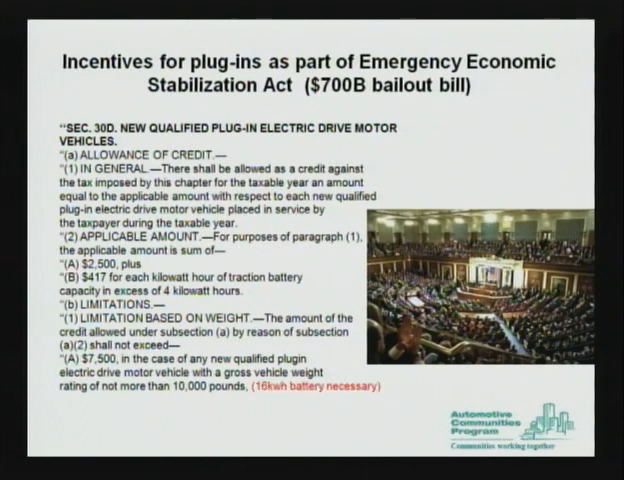 Incentives for plug-ins as part of Emergency Economic
Stabilization Act ($700B bailout bill)
"SEC. 30D. NEW QUALIFIED PLUG-IN ELECTRIC DRIVE MOTOR
VEHICLES.
"(a) ALLOWANCE OF CREDIT.—
"(1) IN GENERAL.—There shall be allowed as a credit against
the tax imposed by this chapter for the taxable year an amount
equal to the applicable amount with respect to each new qualified
plug-in electric drive motor vehicle placed in service by
the taxpayer during the taxable year.
"(2) APPLICABLE AMOUNT.—For purposes of paragraph (1),
the applicable amount is sum of—
"(A) $2,500, plus
"(B) $417 for each kilowatt hour of traction battery
capacity in excess of 4 kilowatt hours.
"(b) LIMITATIONS.—
"(1) LIMITATION BASED ON WEIGHT.—The amount of the
credit allowed under subsection (a) by reason of subsection
(a)(2) shall not exceed—
"(A) $7,500, in the case of any new qualified plugin
electric drive motor vehicle with a gross vehicle weight
rating of not more than 10,000 pounds, (16kwh battery necessary)
Automotive
Communities
Program
Communities working together